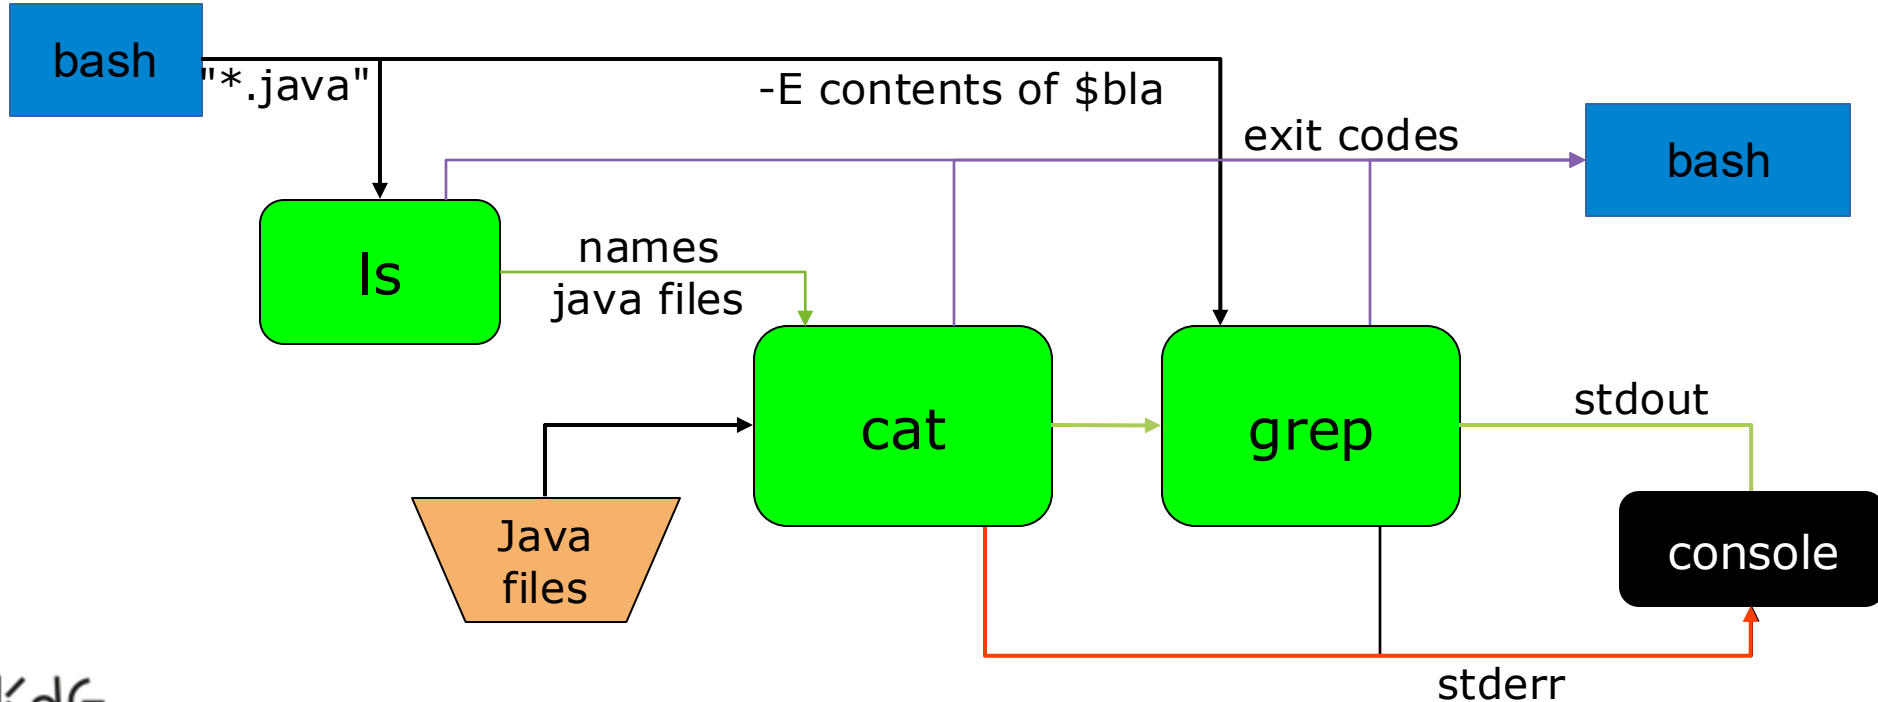 bash
"*.java"
-E contents of $bla
exit codes
bash
ls
names
java files
cat
grep
stdout
Java
files
console
stderr